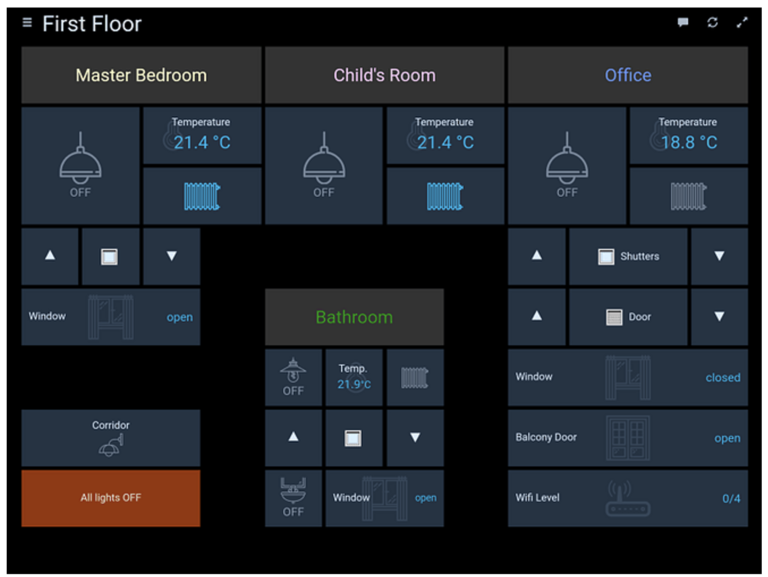 First Floor
Master Bedroom
Child's Room
Office
Temperature
21.4 °C
OFF
Temperature
21.4 °C
OFF
Temperature
18.8 °C
OFF
Shutters
Window open
Door
Bathroom
OFF
Temp.
21.9°C
Window closed
Corridor
Balcony Door open
All lights OFF
OFF
Window open
Wifi Level 0/4